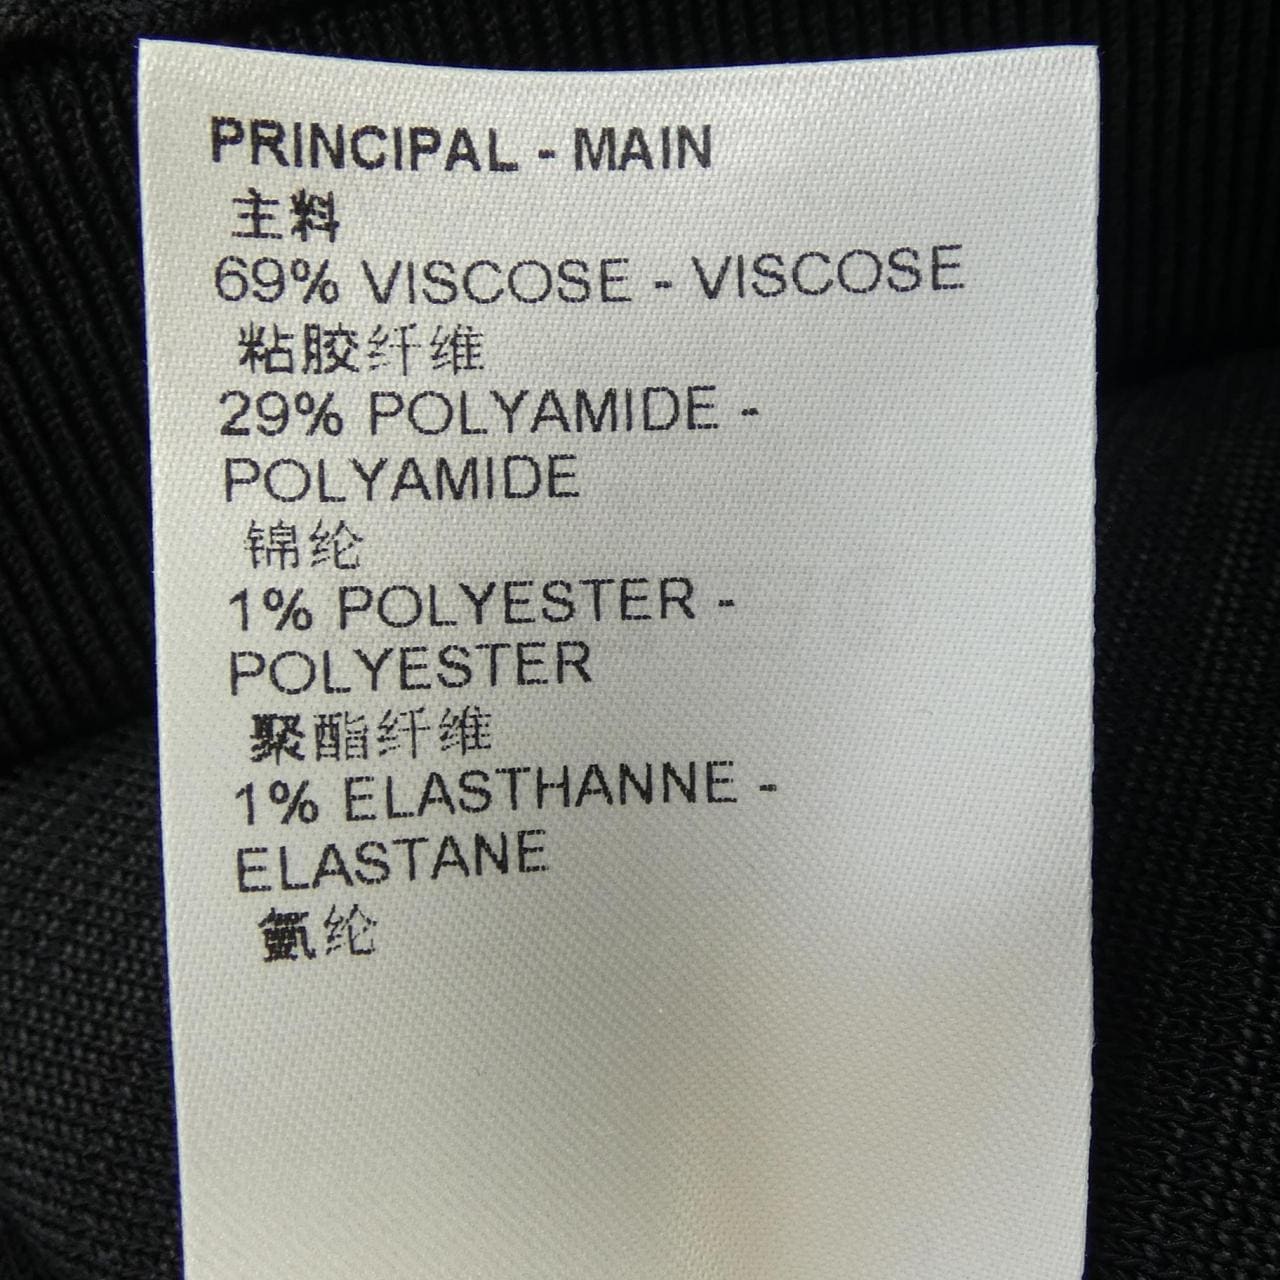 PRINCIPAL - MAIN
主料
69% VISCOSE - VISCOSE
粘胶纤维
29% POLYAMIDE -
POLYAMIDE
锦纶
1% POLYESTER -
POLYESTER
聚酯纤维
1% ELASTHANNE -
ELASTANE
氨纶